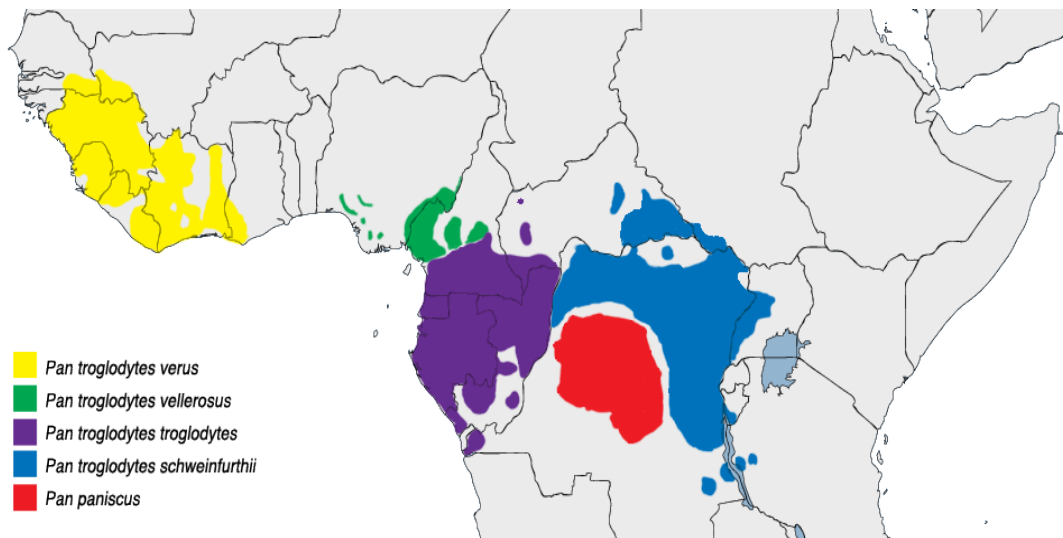 Pan troglodytes verus
Pan troglodytes vellerosus
Pan troglodytes troglodytes
Pan troglodytes schweinfurthii
Pan paniscus